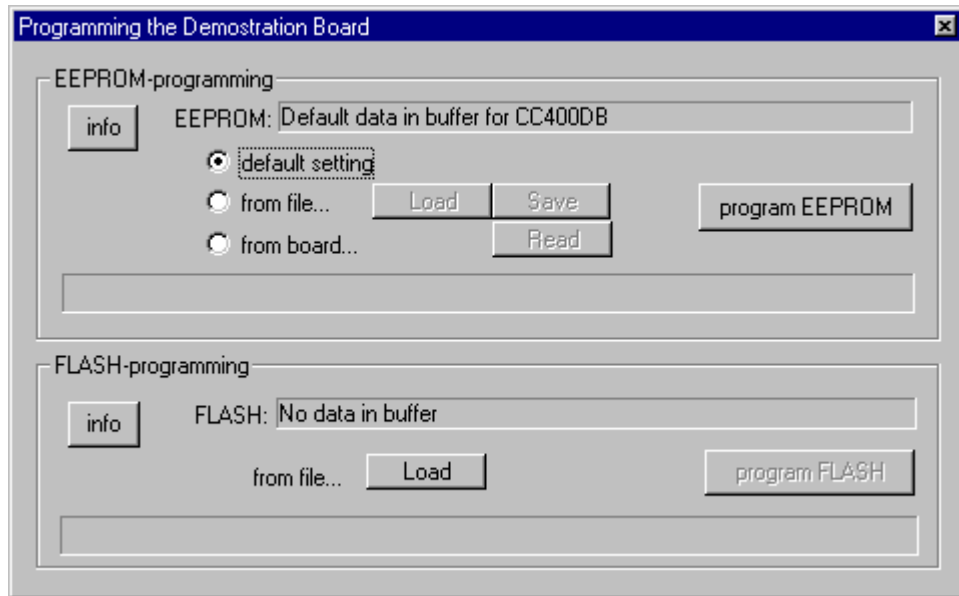 Programming the Demostration Board
EEPROM-programming
info
EEPROM: Default data in buffer for CC400DB
default setting
from file... Load Save
program EEPROM
from board... Read
FLASH-programming
info
FLASH: No data in buffer
from file... Load
program FLASH